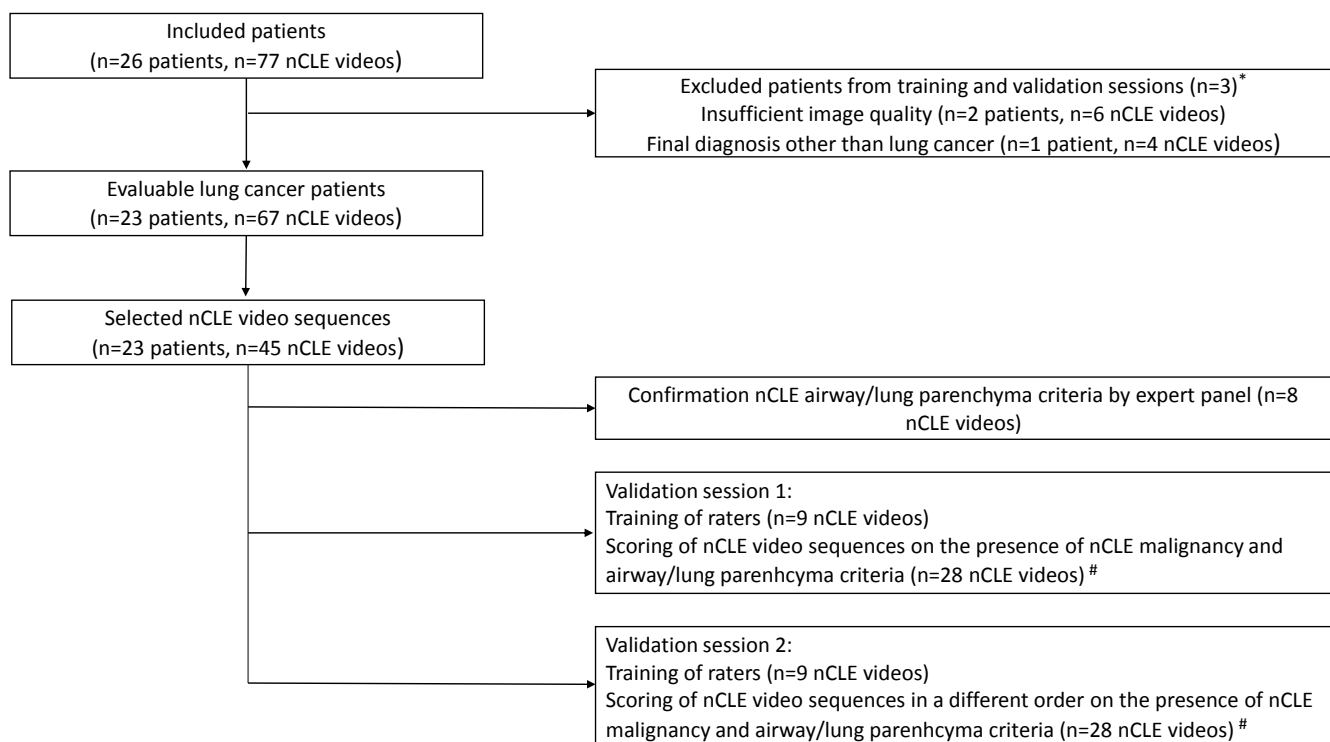 Included patients
(n=26 patients, n=77 nCLE videos)
Excluded patients from training and validation sessions (n=3)*
Insufficient image quality (n=2 patients, n=6 nCLE videos)
Final diagnosis other than lung cancer (n=1 patient, n=4 nCLE videos)
Evaluable lung cancer patients
(n=23 patients, n=67 nCLE videos)
Selected nCLE video sequences
(n=23 patients, n=45 nCLE videos)
Confirmation nCLE airway/lung parenchyma criteria by expert panel (n=8
nCLE videos)
Validation session 1:
Training of raters (n=9 nCLE videos)
Scoring of nCLE video sequences on the presence of nCLE malignancy and
airway/lung parenhcyma criteria (n=28 nCLE videos) #
Validation session 2:
Training of raters (n=9 nCLE videos)
Scoring of nCLE video sequences in a different order on the presence of nCLE
malignancy and airway/lung parenhcyma criteria (n=28 nCLE videos) #